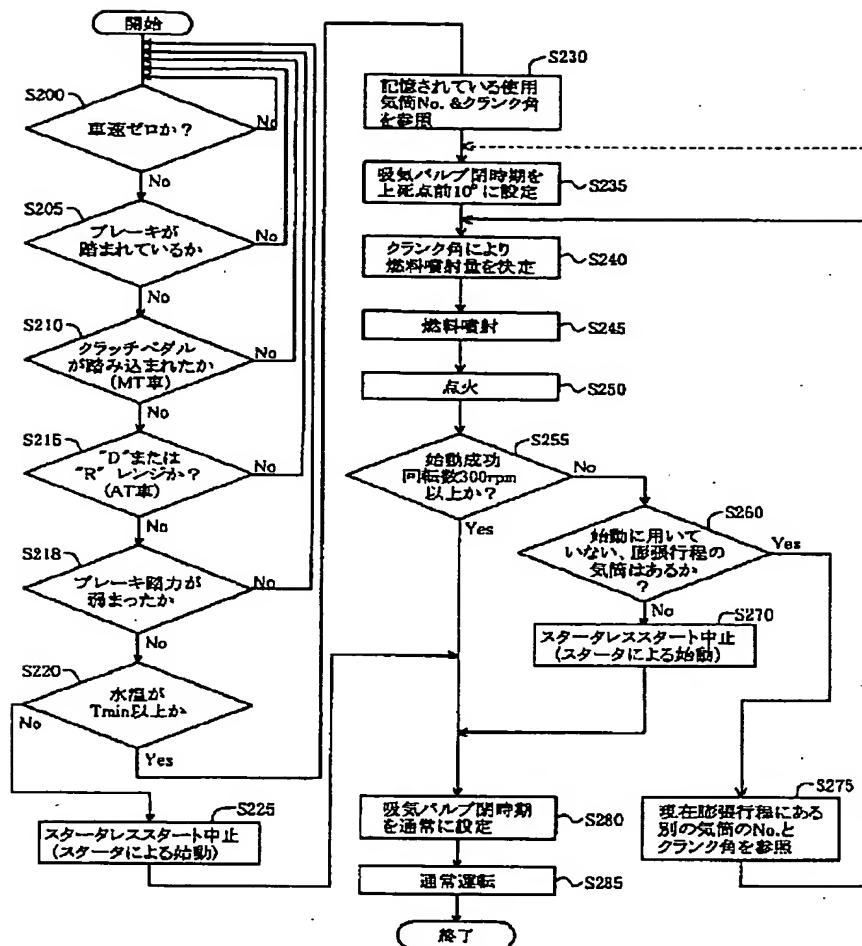 開始
S200
車速ゼロか？
No
No
S205
ブレーキが
踏まれているか
No
No
S210
クラッチペダル
が踏み込まれたか
(MT車)
No
No
S215
"D"または
"R" レンジか？
(AT車)
No
No
S218
ブレーキ踏力が
弱まったか
No
No
S220
水温が
Tmin以上か
No
Yes
S225
スタータレススタート中止
(スタータによる始動)
S230
記憶されている使用
気筒No.&クランク角
を参照
吸気バルブ閉時期を
上死点前10°に設定
S235
クランク角により
燃料噴射量を決定
S240
燃料噴射
S245
点火
S250
S255
始動成功
回転数300rpm
以上か？
No
Yes
S260
始動に用いて
いない、膨張行程の
気筒はあるか
？
Yes
No
S270
スタータレススタート中止
(スタータによる始動)
S275
現在膨張行程にある
別の気筒のNo.と
クランク角を参照
吸気バルブ閉時期
を通常に設定
S280
通常運転
S285
終了